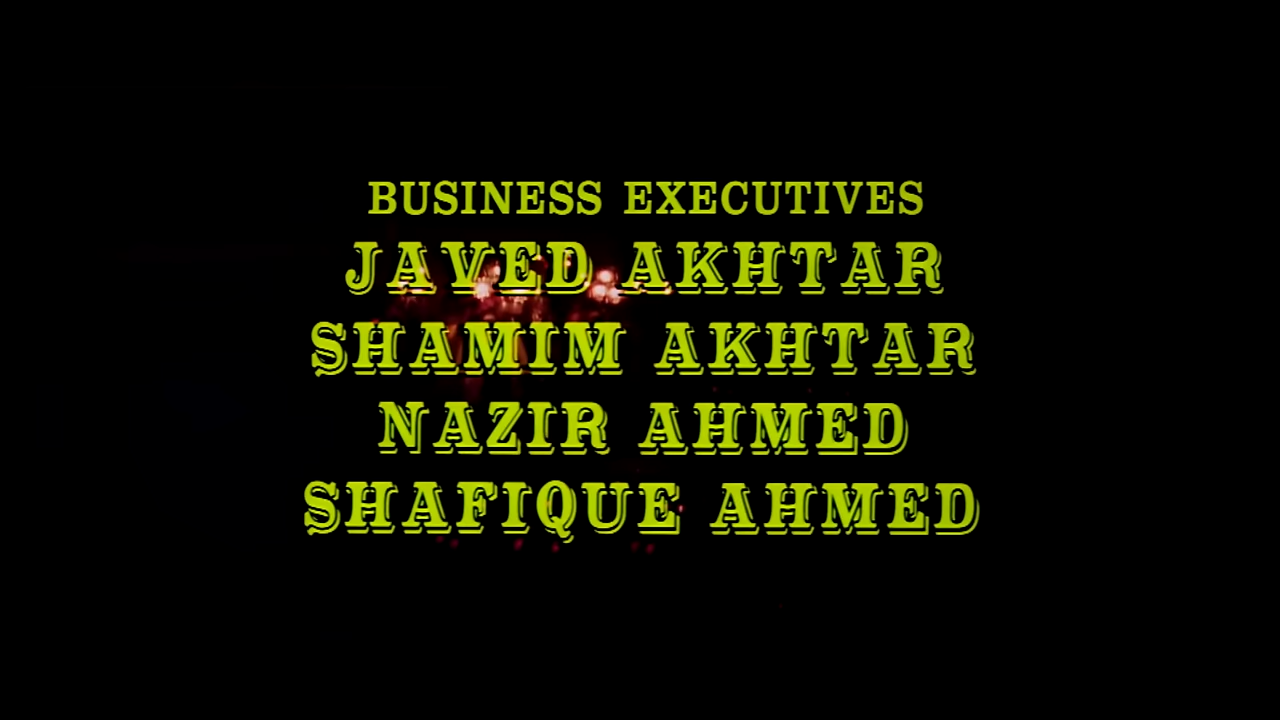 BUSINESS EXECUTIVES
JAVED AKHTAR
SHAMIM AKHTAR
NAZIR AHMED
SHAFIQUE AHMED